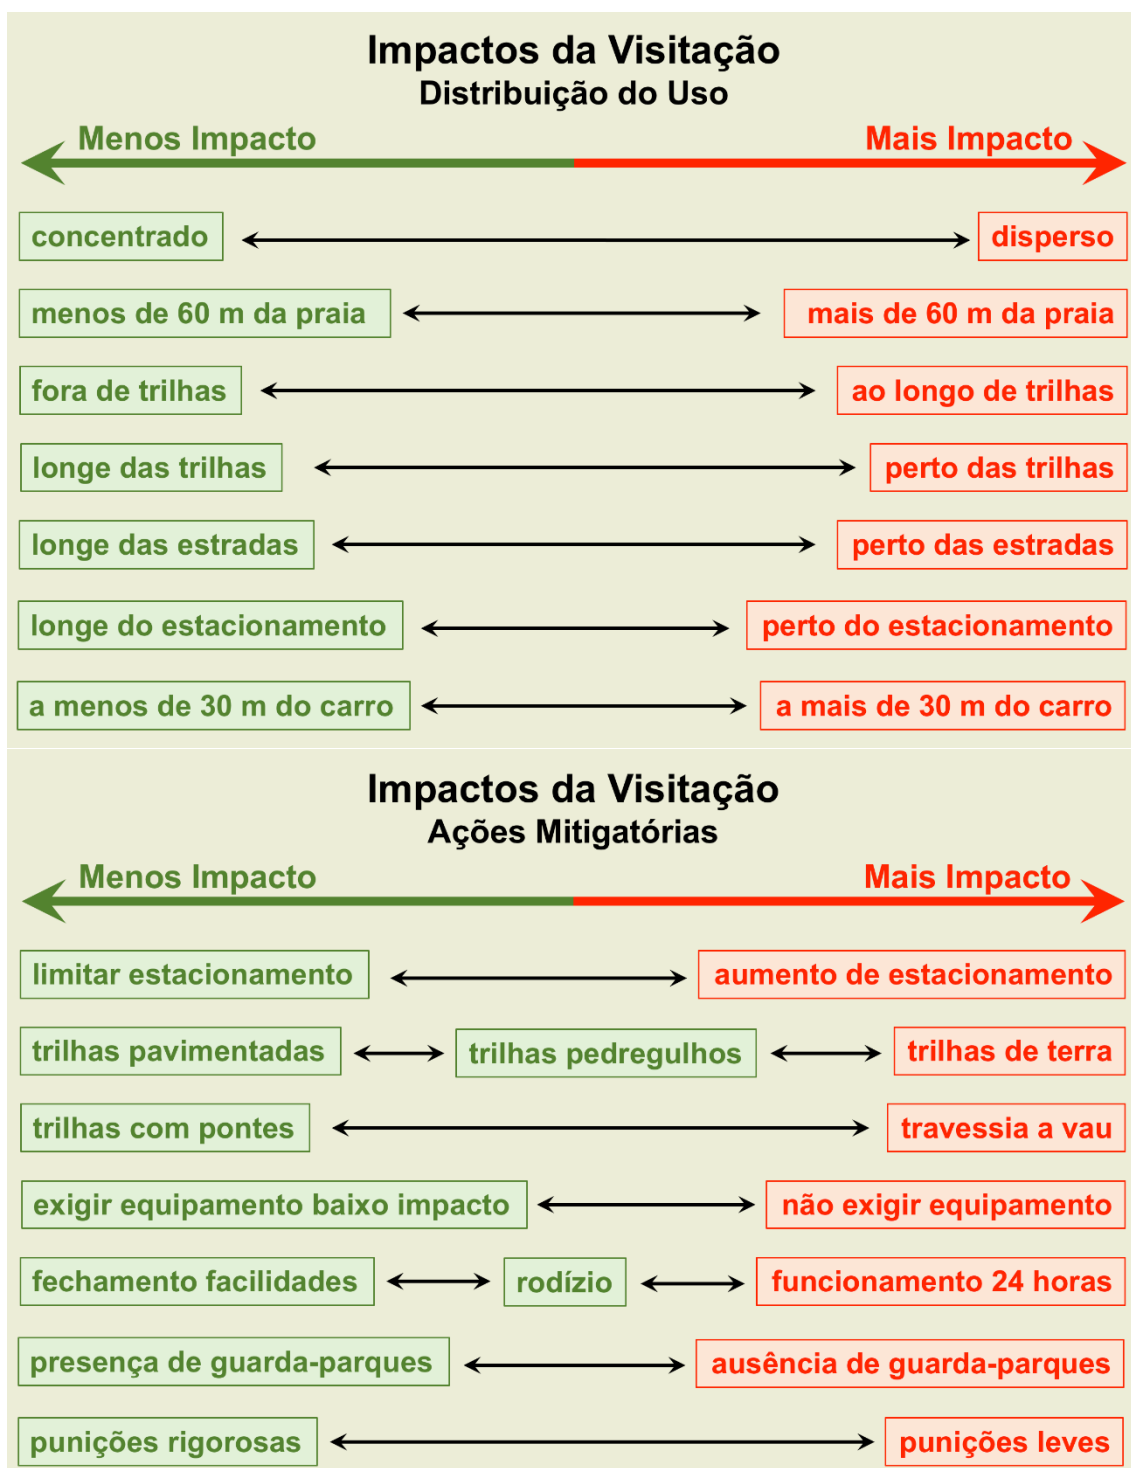 Impactos da Visitação
Distribuição do Uso
Menos Impacto Mais Impacto
concentrado disperso
menos de 60 m da praia mais de 60 m da praia
fora de trilhas ao longo de trilhas
longe das trilhas perto das trilhas
longe das estradas perto das estradas
longe do estacionamento perto do estacionamento
a menos de 30 m do carro a mais de 30 m do carro
Impactos da Visitação
Ações Mitigatórias
Menos Impacto Mais Impacto
limitar estacionamento aumento de estacionamento
trilhas pavimentadas trilhas pedregulhos trilhas de terra
trilhas com pontes travessia a vau
exigir equipamento baixo impacto não exigir equipamento
fechamento facilidades rodízio funcionamento 24 horas
presença de guarda-parques ausência de guarda-parques
punições rigorosas punições leves